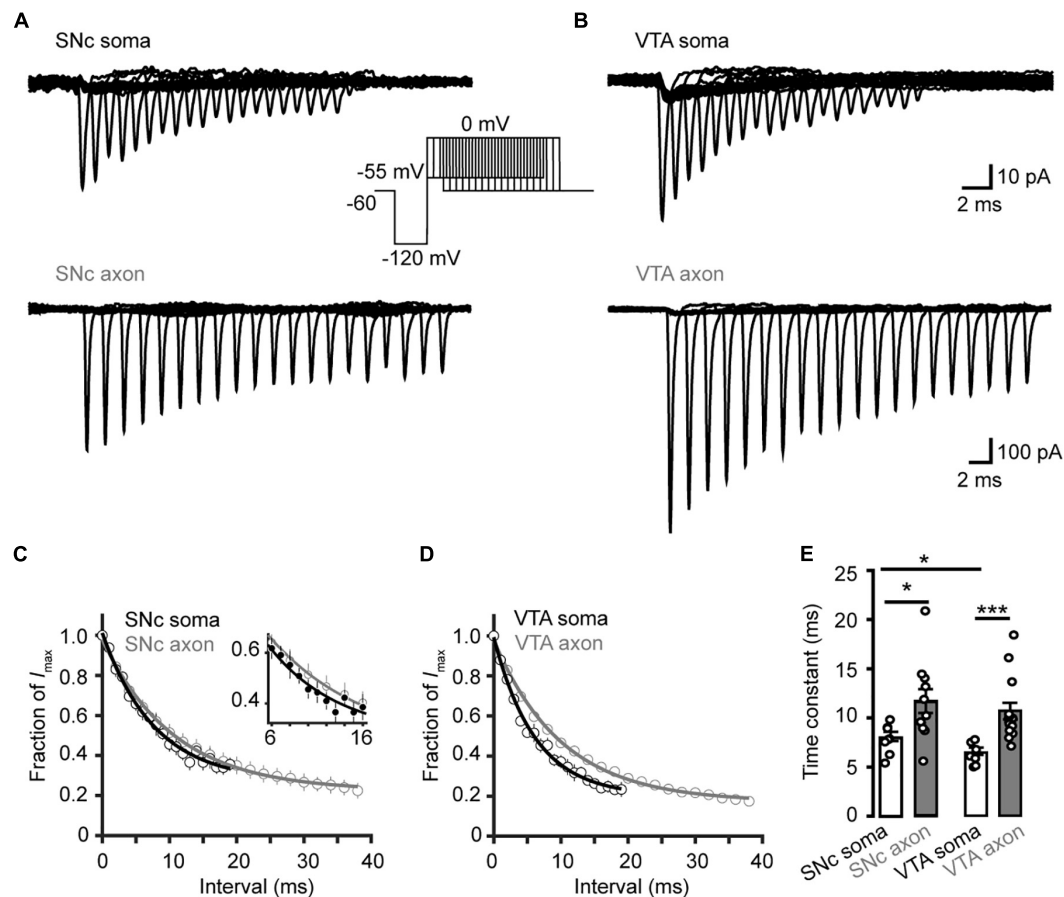 A
B
SNc soma
VTA soma
0 mV
-55 mV
-60
-120 mV
10 pA
2 ms
SNc axon
VTA axon
100 pA
2 ms
C
D
E
SNc soma
SNc axon
1.0
0.8
0.6
0.4
0.2
0
Fraction of Imax
0.6
0.4
6
16
0
10
20
30
40
Interval (ms)
VTA soma
VTA axon
1.0
0.8
0.6
0.4
0.2
0
Fraction of Imax
0
10
20
30
40
Interval (ms)
25
20
15
10
5
0
Time constant (ms)
*
*
***
SNc soma
SNc axon
VTA soma
VTA axon